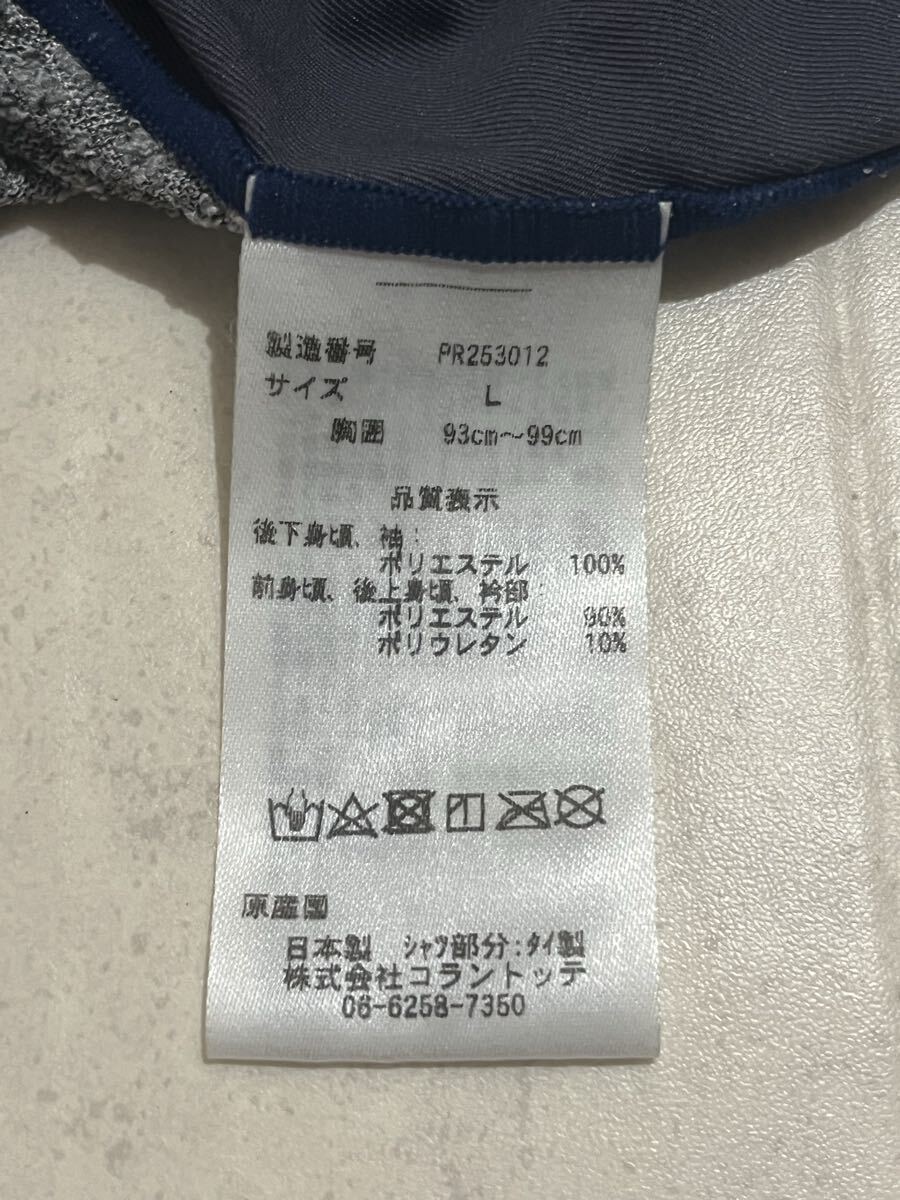 製造番号 PR253012
サイズ L
胸囲 93cm～99cm
品質表示
後下身頃、袖:
ポリエステル 100%
前身頃、後上身頃、衿部:
ポリエステル 90%
ポリウレタン 10%
原産国
日本製 シャツ部分:タイ製
株式会社コラントッテ
06-6258-7350